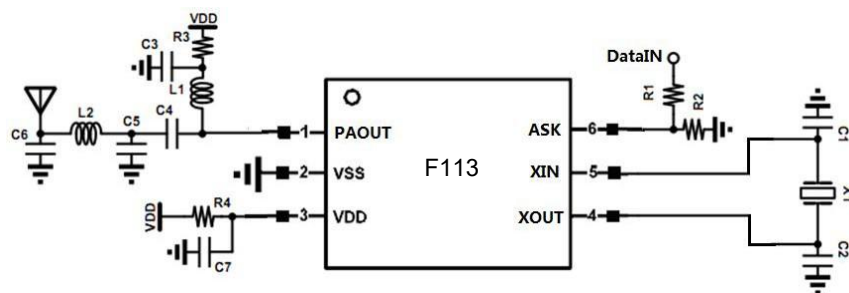 VDD
R3
C3
L1
L2
C5
C4
C6
1
PAOUT
2
VSS
F113
VDD
R4
3
VDD
C7
DataIN
R1
R2
ASK
6
XIN
5
XOUT
4
C1
X1
C2